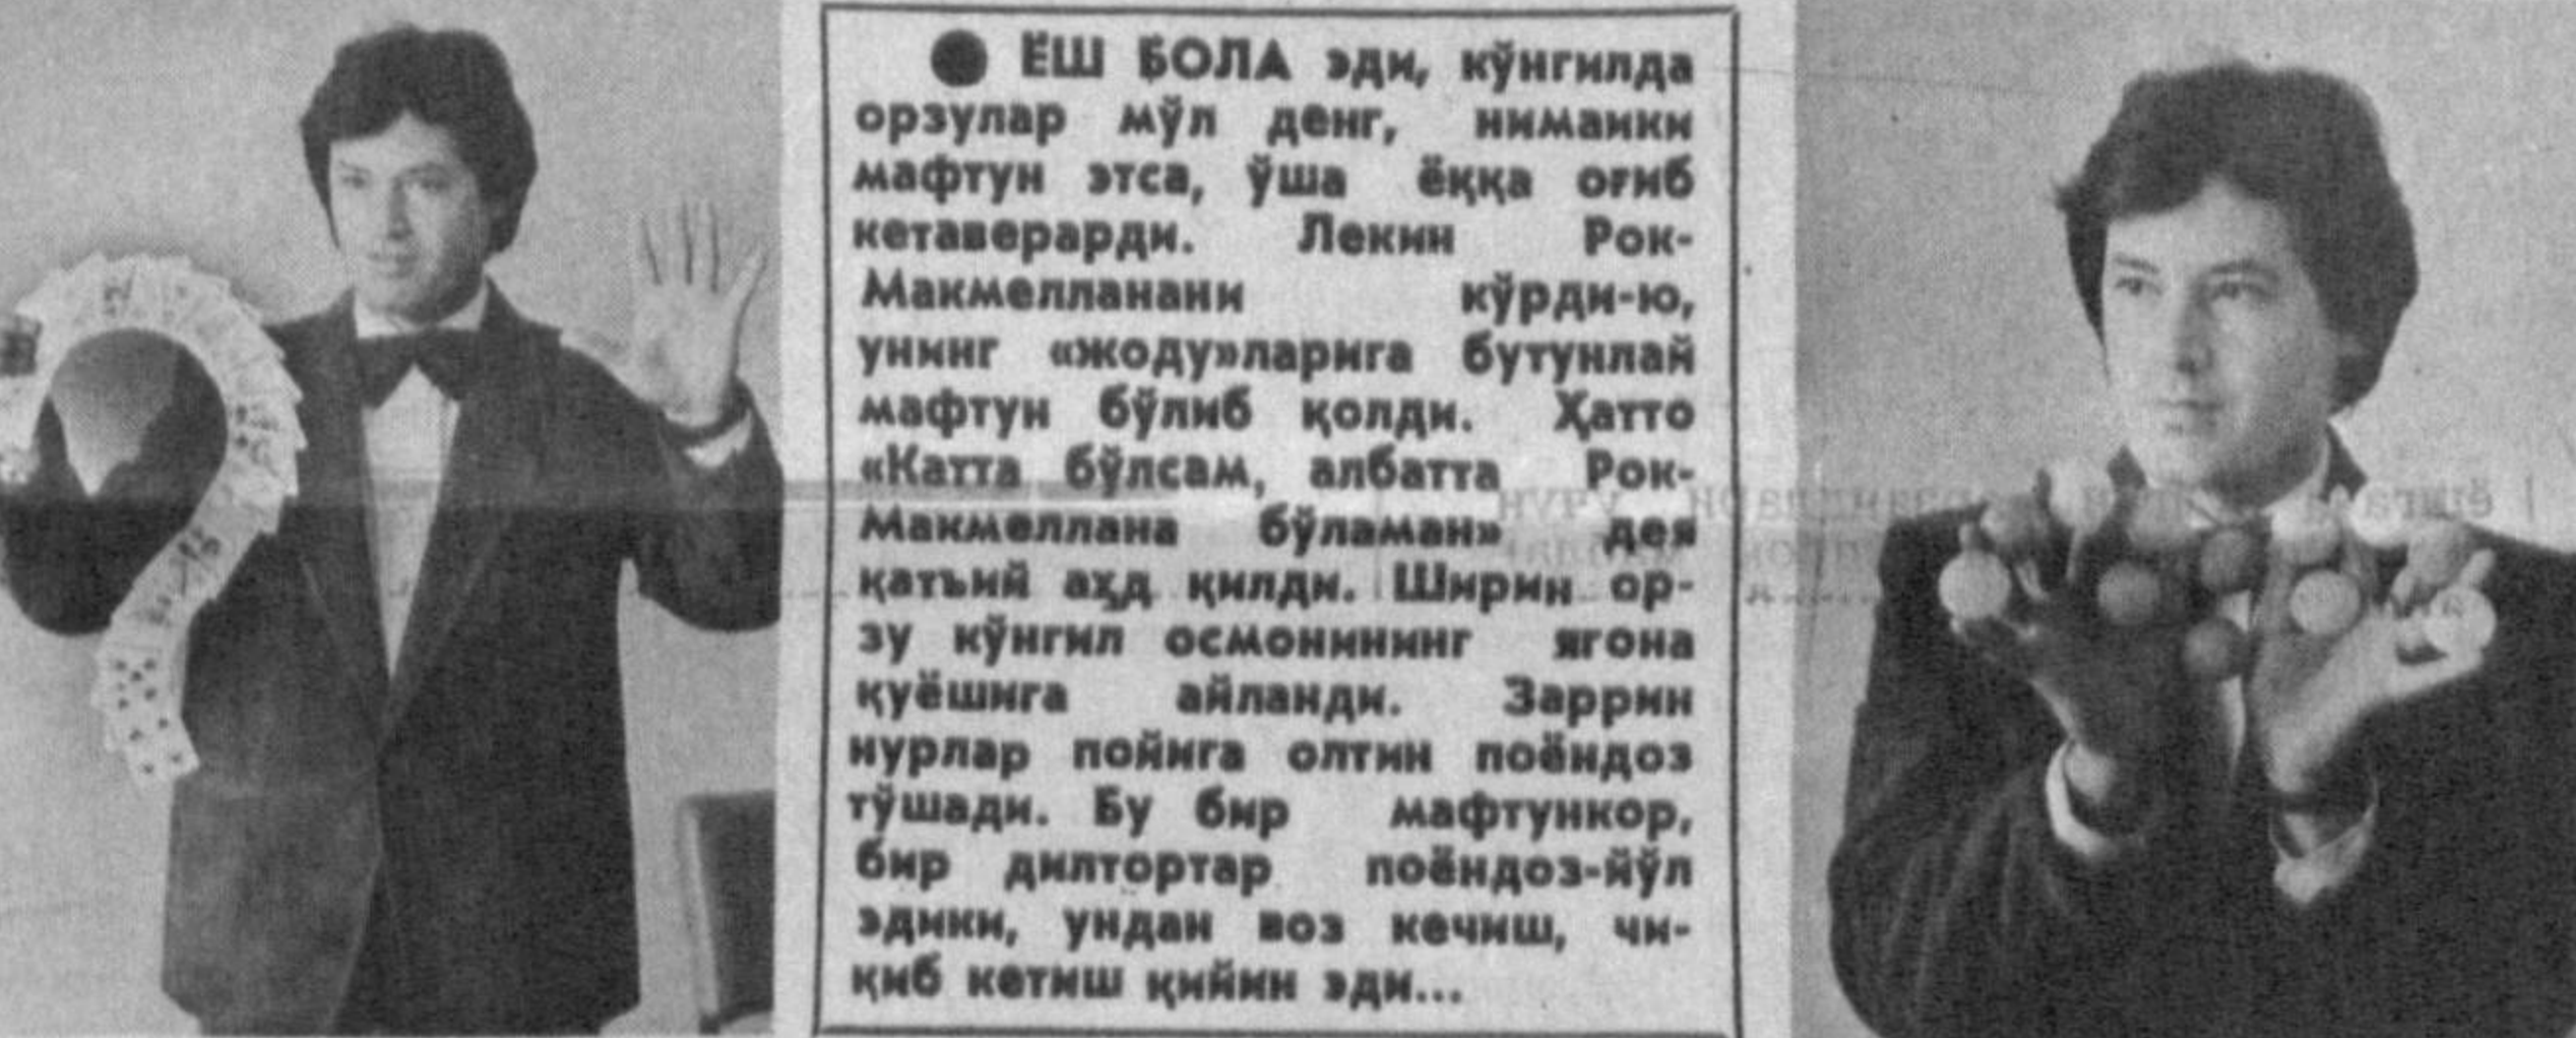 ● ЁШ БОЛА эди, кўнгилда
орзулар мўл денг, нимаики
мафтун этса, ўша ёққа оғиб
кетаверарди. Лекин Рок-
Макмелланани кўрди-ю,
унинг «жоду»ларига бутунлай
мафтун бўлиб қолди. Ҳатто
«Катта бўлсам, албатта Рок-
Макмеллана бўламан» дея
қатъий аҳд қилди. Ширин ор-
зу кўнгил осмонининг ягона
қуёшига айланди. Заррин
нурлар пойига олтин поёндоз
тўшади. Бу бир мафтункор,
бир дилтортар поёндоз-йўл
эдики, ундан воз кечиш, чи-
қиб кетиш қийин эди...